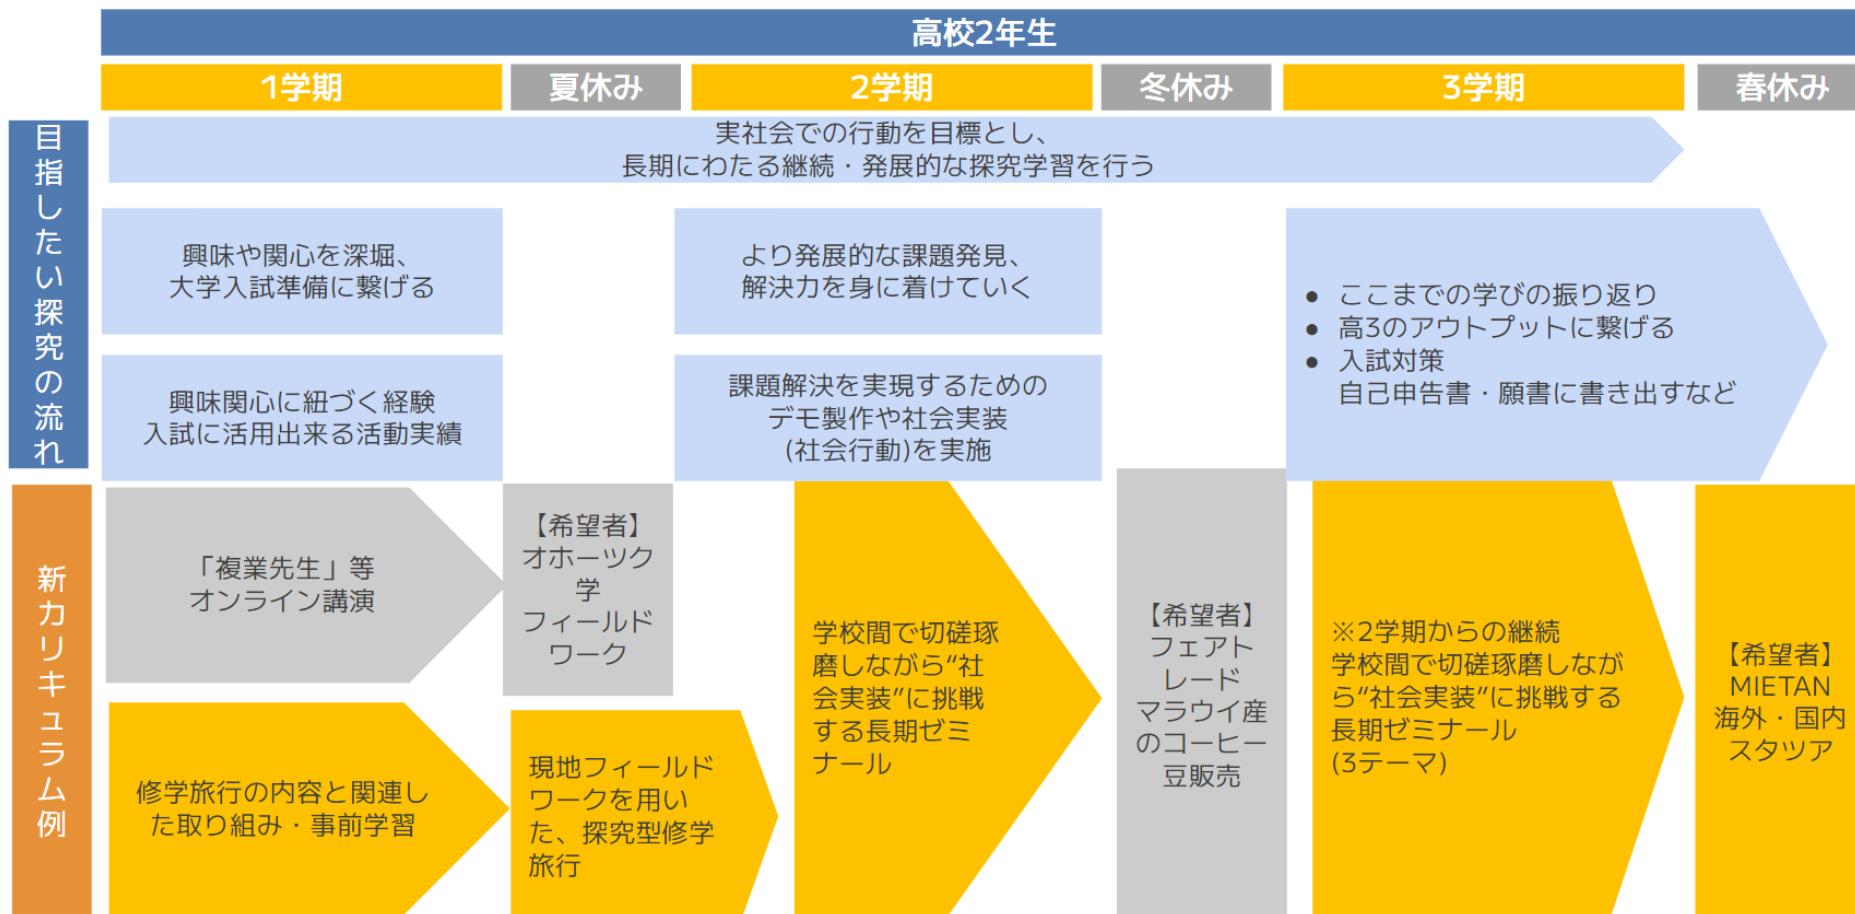 高校2年生
1学期
夏休み
2学期
冬休み
3学期
春休み
目指したい探究の流れ
実社会での行動を目標とし、
長期にわたる継続・発展的な探究学習を行う
興味や関心を深堀、
大学入試準備に繋げる
より発展的な課題発見、
解決力を身に着けていく
● ここまでの学びの振り返り
● 高3のアウトプットに繋げる
● 入試対策
自己申告書・願書に書き出すなど
興味関心に紐づく経験
入試に活用出来る活動実績
課題解決を実現するための
デモ製作や社会実装
(社会行動)を実施
新カリキュラム例
「複業先生」等
オンライン講演
【希望者】
オホーツク
学
フィールド
ワーク
修学旅行の内容と関連し
た取り組み・事前学習
現地フィールド
ワークを用い
た、探究型修学
旅行
学校間で切磋琢
磨しながら“社
会実装”に挑戦
する長期ゼミ
ナール
【希望者】
フェアト
レード
マラウイ産
のコーヒー
豆販売
※2学期からの継続
学校間で切磋琢磨しなが
ら“社会実装”に挑戦する
長期ゼミナール
(3テーマ)
【希望者】
MIETAN
海外・国内
スタツア